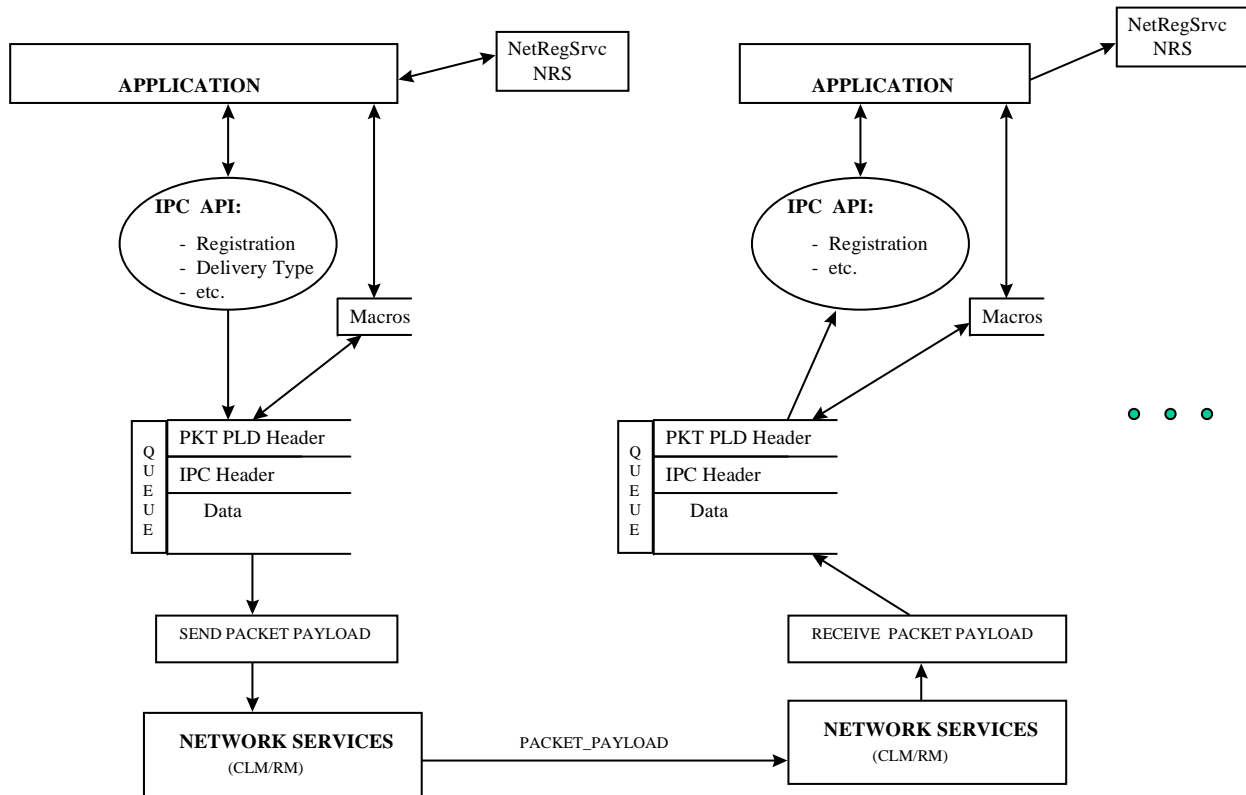 NetRegSrvc
NRS
APPLICATION
IPC API:
- Registration
- Delivery Type
- etc.
Macros
QUEUE
PKT PLD Header
IPC Header
Data
SEND PACKET PAYLOAD
NETWORK SERVICES
(CLM/RM)
PACKET_PAYLOAD
NetRegSrvc
NRS
APPLICATION
IPC API:
- Registration
- etc.
Macros
QUEUE
PKT PLD Header
IPC Header
Data
RECEIVE PACKET PAYLOAD
NETWORK SERVICES
(CLM/RM)